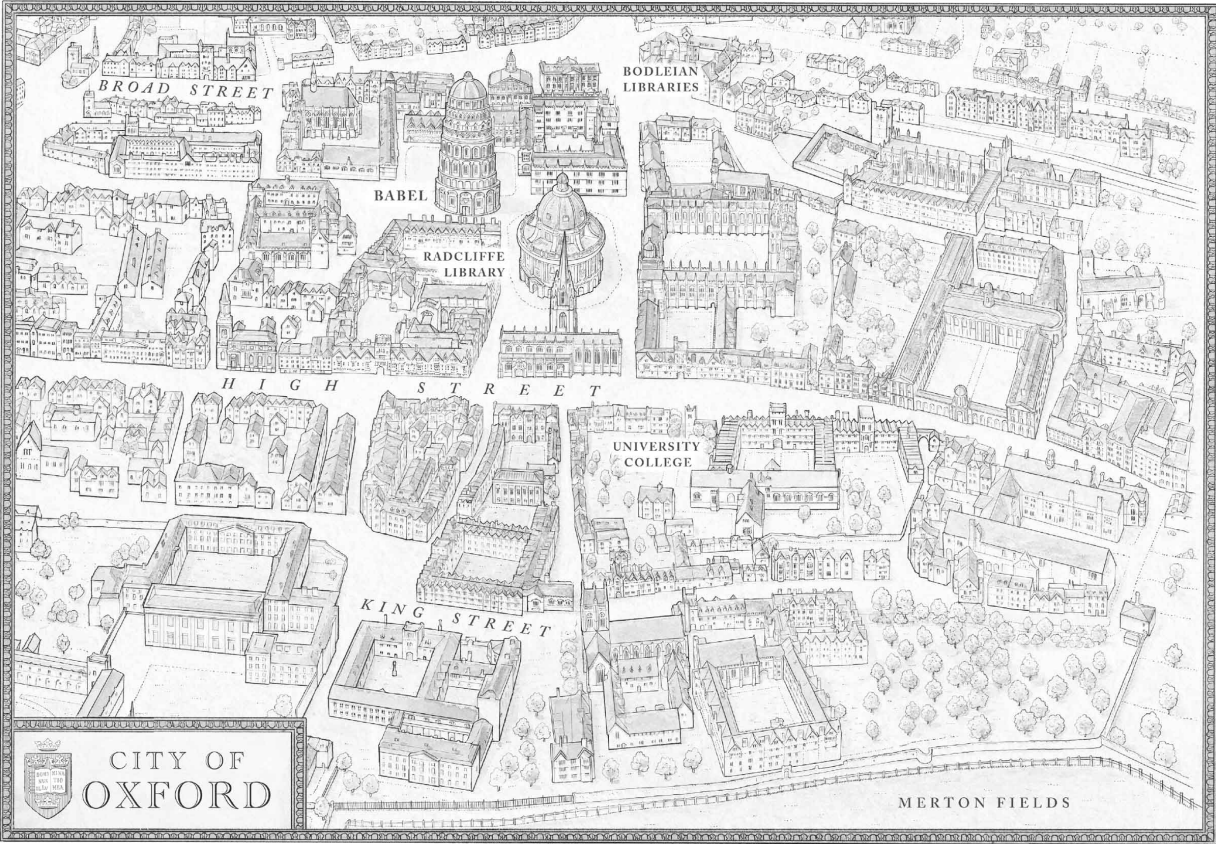 BROAD STREET
BODLEIAN
LIBRARIES
BABEL
RADCLIFFE
LIBRARY
HIGH STREET
UNIVERSITY
COLLEGE
KING STREET
CITY OF
OXFORD
MERTON FIELDS